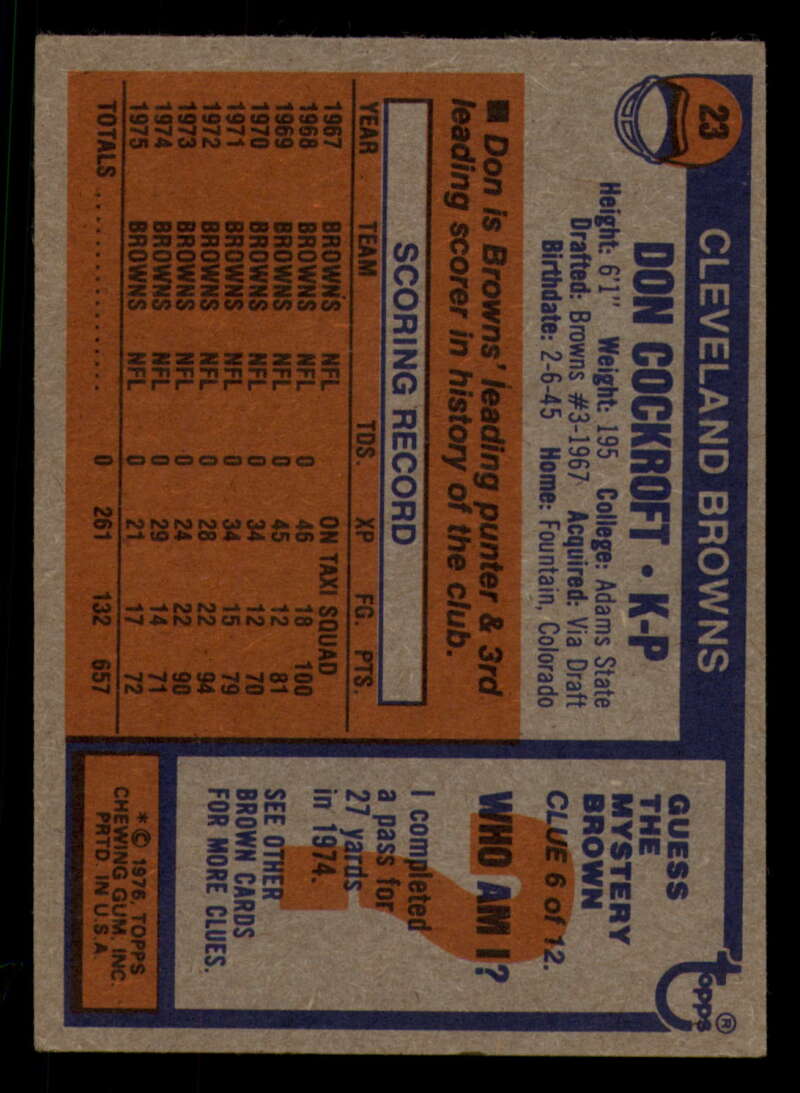 23
CLEVELAND BROWNS
DON COCKROFT • K-P
Height: 6'1" Weight: 195 College: Adams State
Drafted: Browns #3-1967 Acquired: Via Draft
Birthdate: 2-6-45 Home: Fountain, Colorado
■ Don is Browns' leading punter & 3rd
leading scorer in history of the club.
SCORING RECORD
YEAR TEAM TDS. XP FG. PTS.
1967 BROWNS NFL ON TAXI SQUAD
1968 BROWNS NFL 0 46 18 100
1969 BROWNS NFL 0 45 12 81
1970 BROWNS NFL 0 34 12 70
1971 BROWNS NFL 0 34 15 79
1972 BROWNS NFL 0 28 22 94
1973 BROWNS NFL 0 24 22 90
1974 BROWNS NFL 0 29 14 71
1975 BROWNS NFL 0 21 17 72
TOTALS .................. 0 261 132 657
topps®
GUESS
THE
MYSTERY
BROWN
CLUE 6 of 12.
WHO AM I?
?
I completed
a pass for
27 yards
in 1974.
SEE OTHER
BROWN CARDS
FOR MORE CLUES.
*© 1976, TOPPS
CHEWING GUM, INC.
PRTD. IN U.S.A.